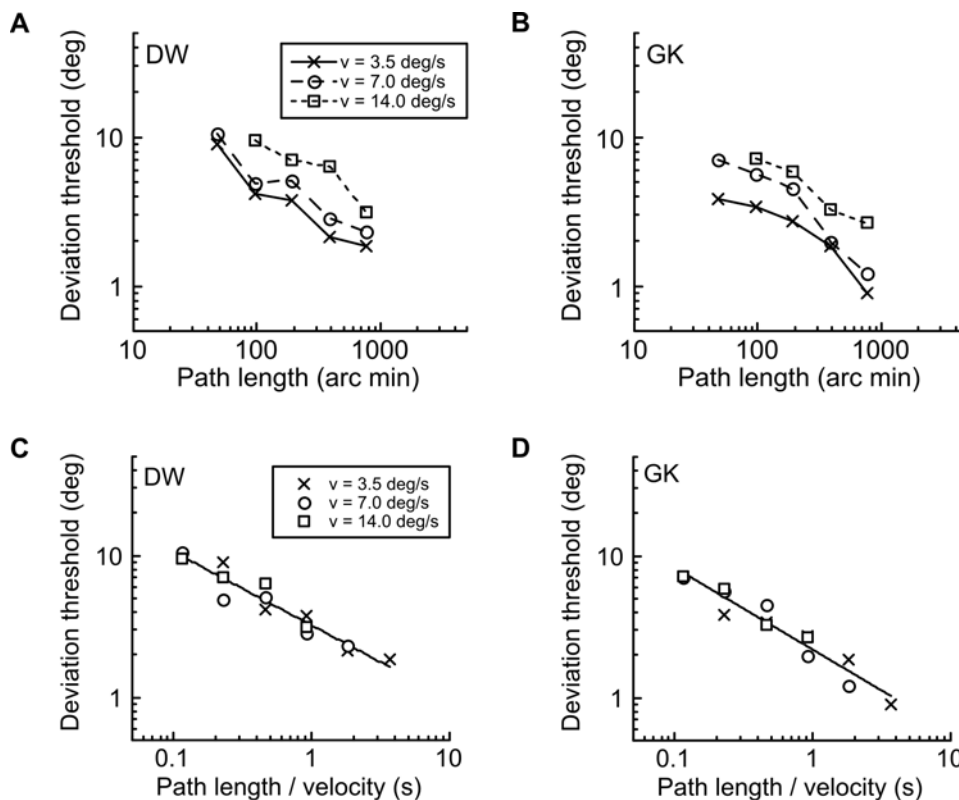 A
DW
v = 3.5 deg/s
v = 7.0 deg/s
v = 14.0 deg/s
Deviation threshold (deg)
10
1
10 100 1000
Path length (arc min)
B
GK
Deviation threshold (deg)
10
1
10 100 1000
Path length (arc min)
C
DW
v = 3.5 deg/s
v = 7.0 deg/s
v = 14.0 deg/s
Deviation threshold (deg)
10
1
0.1 1 10
Path length / velocity (s)
D
GK
Deviation threshold (deg)
10
1
0.1 1 10
Path length / velocity (s)